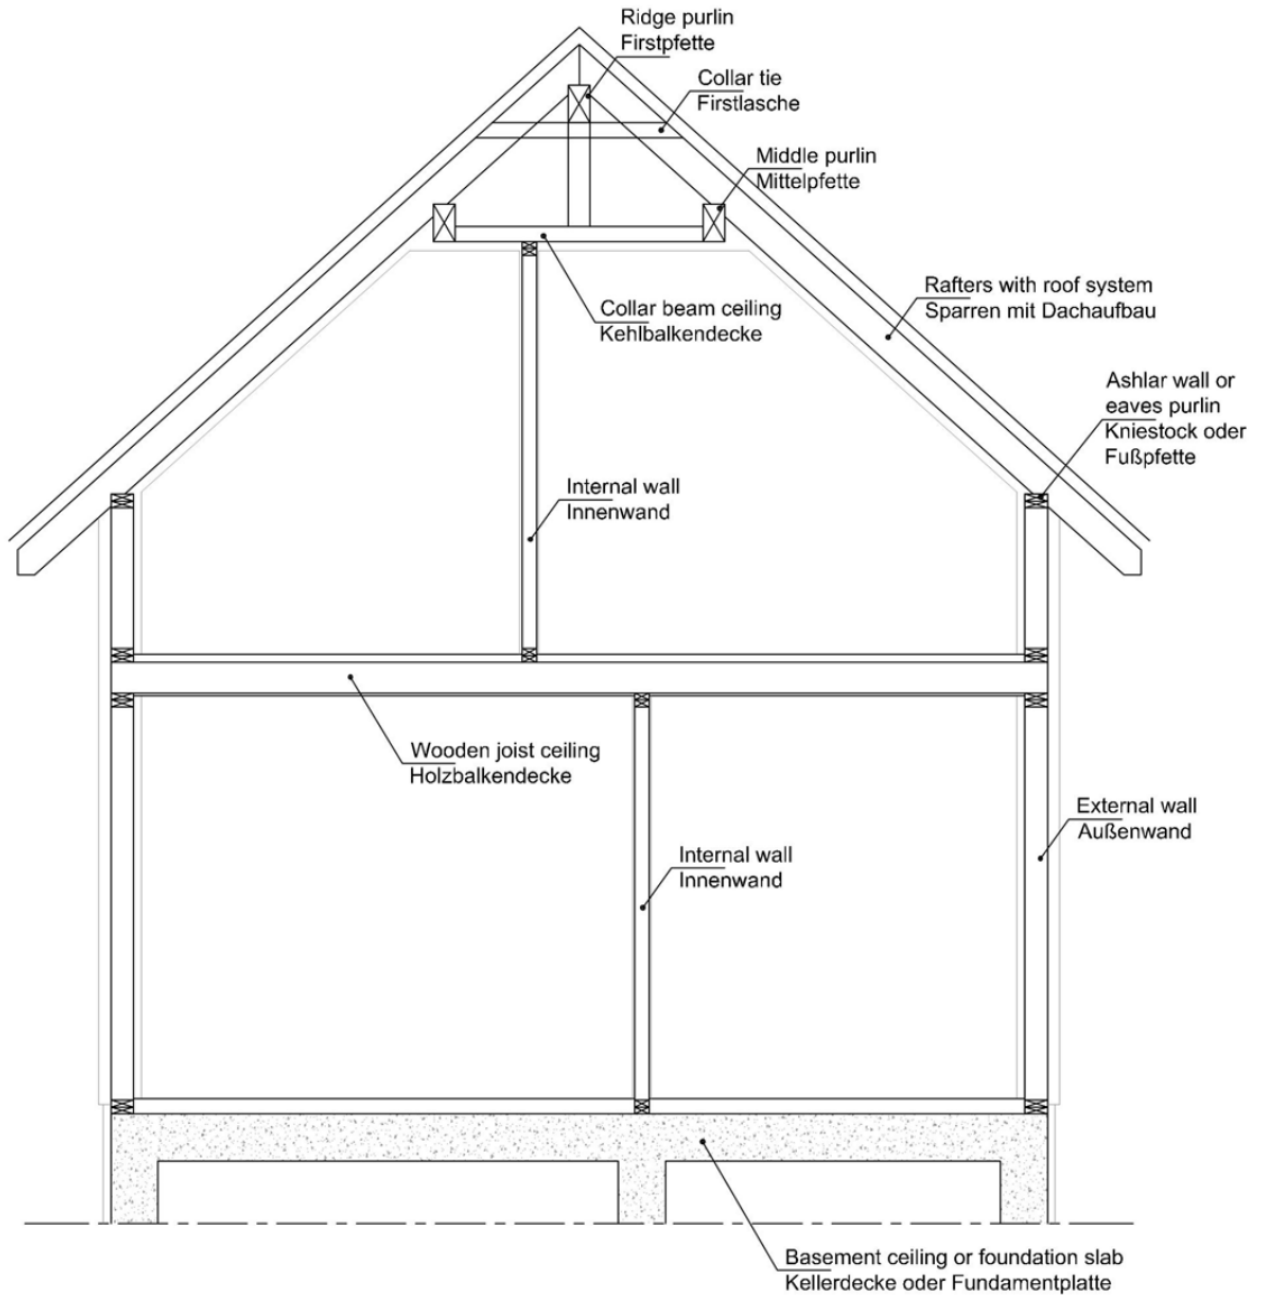 Ridge purlin
Firstpfette
Collar tie
Firstlasche
Middle purlin
Mittelpfette
Rafters with roof system
Sparren mit Dachaufbau
Collar beam ceiling
Kehlbalkendecke
Ashlar wall or
eaves purlin
Kniestock oder
Fußpfette
Internal wall
Innenwand
Wooden joist ceiling
Holzbalkendecke
External wall
Außenwand
Internal wall
Innenwand
Basement ceiling or foundation slab
Kellerdecke oder Fundamentplatte